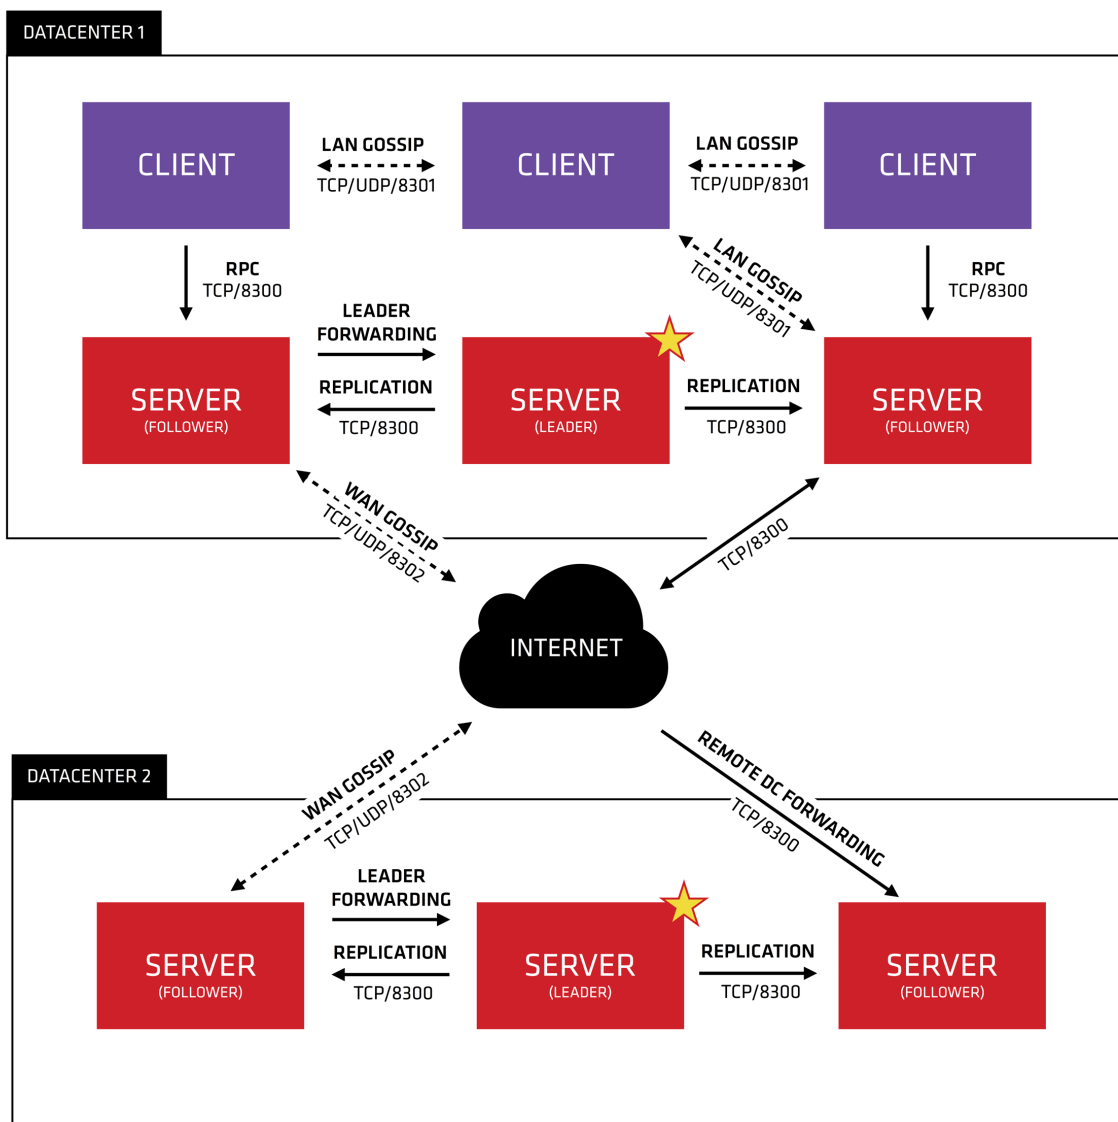 DATACENTER 1
CLIENT
LAN GOSSIP
TCP/UDP/8301
CLIENT
LAN GOSSIP
TCP/UDP/8301
CLIENT
RPC
TCP/8300
LAN GOSSIP
TCP/UDP/8301
RPC
TCP/8300
SERVER
(FOLLOWER)
LEADER
FORWARDING
REPLICATION
TCP/8300
SERVER
(LEADER)
REPLICATION
TCP/8300
SERVER
(FOLLOWER)
WAN GOSSIP
TCP/UDP/8302
TCP/8300
INTERNET
DATACENTER 2
WAN GOSSIP
TCP/UDP/8302
REMOTE DC FORWARDING
TCP/8300
SERVER
(FOLLOWER)
LEADER
FORWARDING
REPLICATION
TCP/8300
SERVER
(LEADER)
REPLICATION
TCP/8300
SERVER
(FOLLOWER)